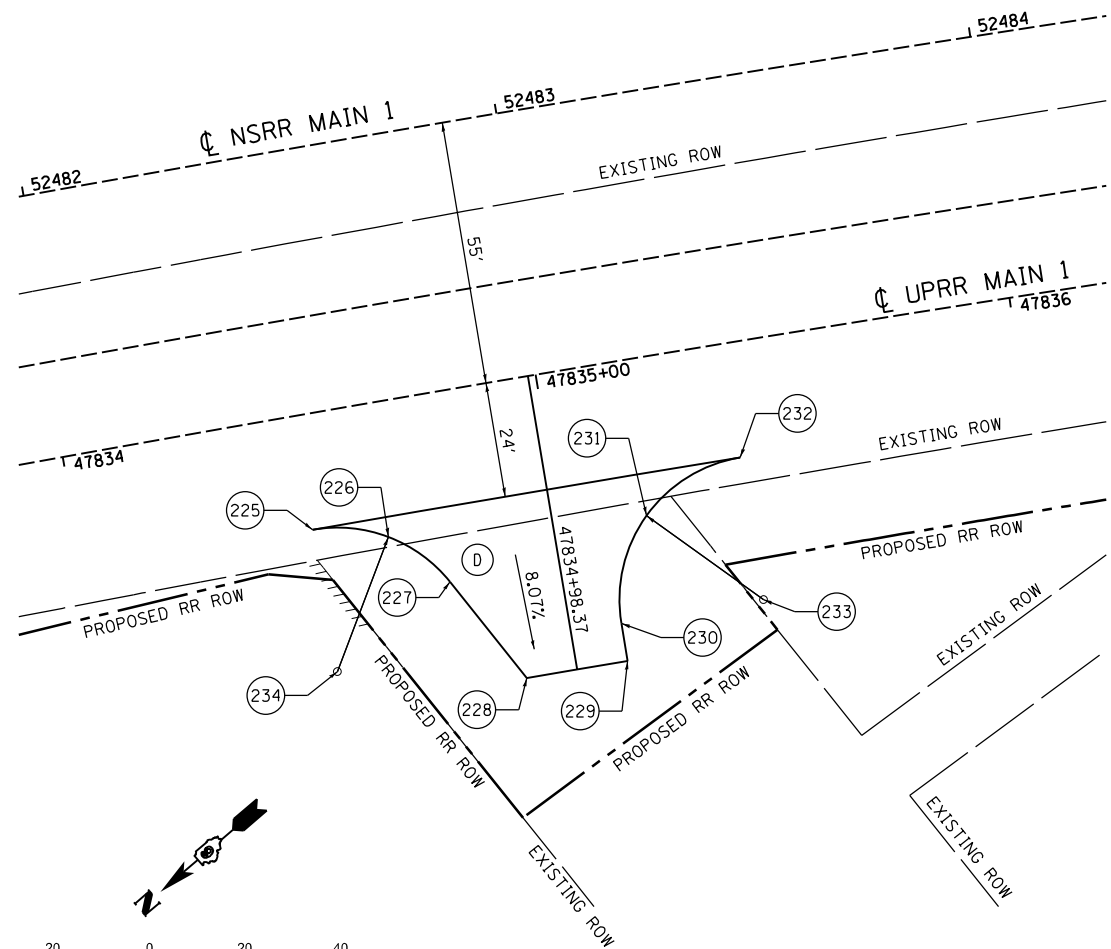 52484
52483
℄ NSRR MAIN 1
52482
EXISTING ROW
55'
℄ UPRR MAIN 1
47836
47835+00
232
EXISTING ROW
231
24'
47834
226
225
PROPOSED RR ROW
D
47834+98.37
8.07%
227
PROPOSED RR ROW
233
EXISTING ROW
230
234
PROPOSED RR ROW
228
229
PROPOSED RR ROW
EXISTING ROW
EXISTING ROW
N
20 0 20 40